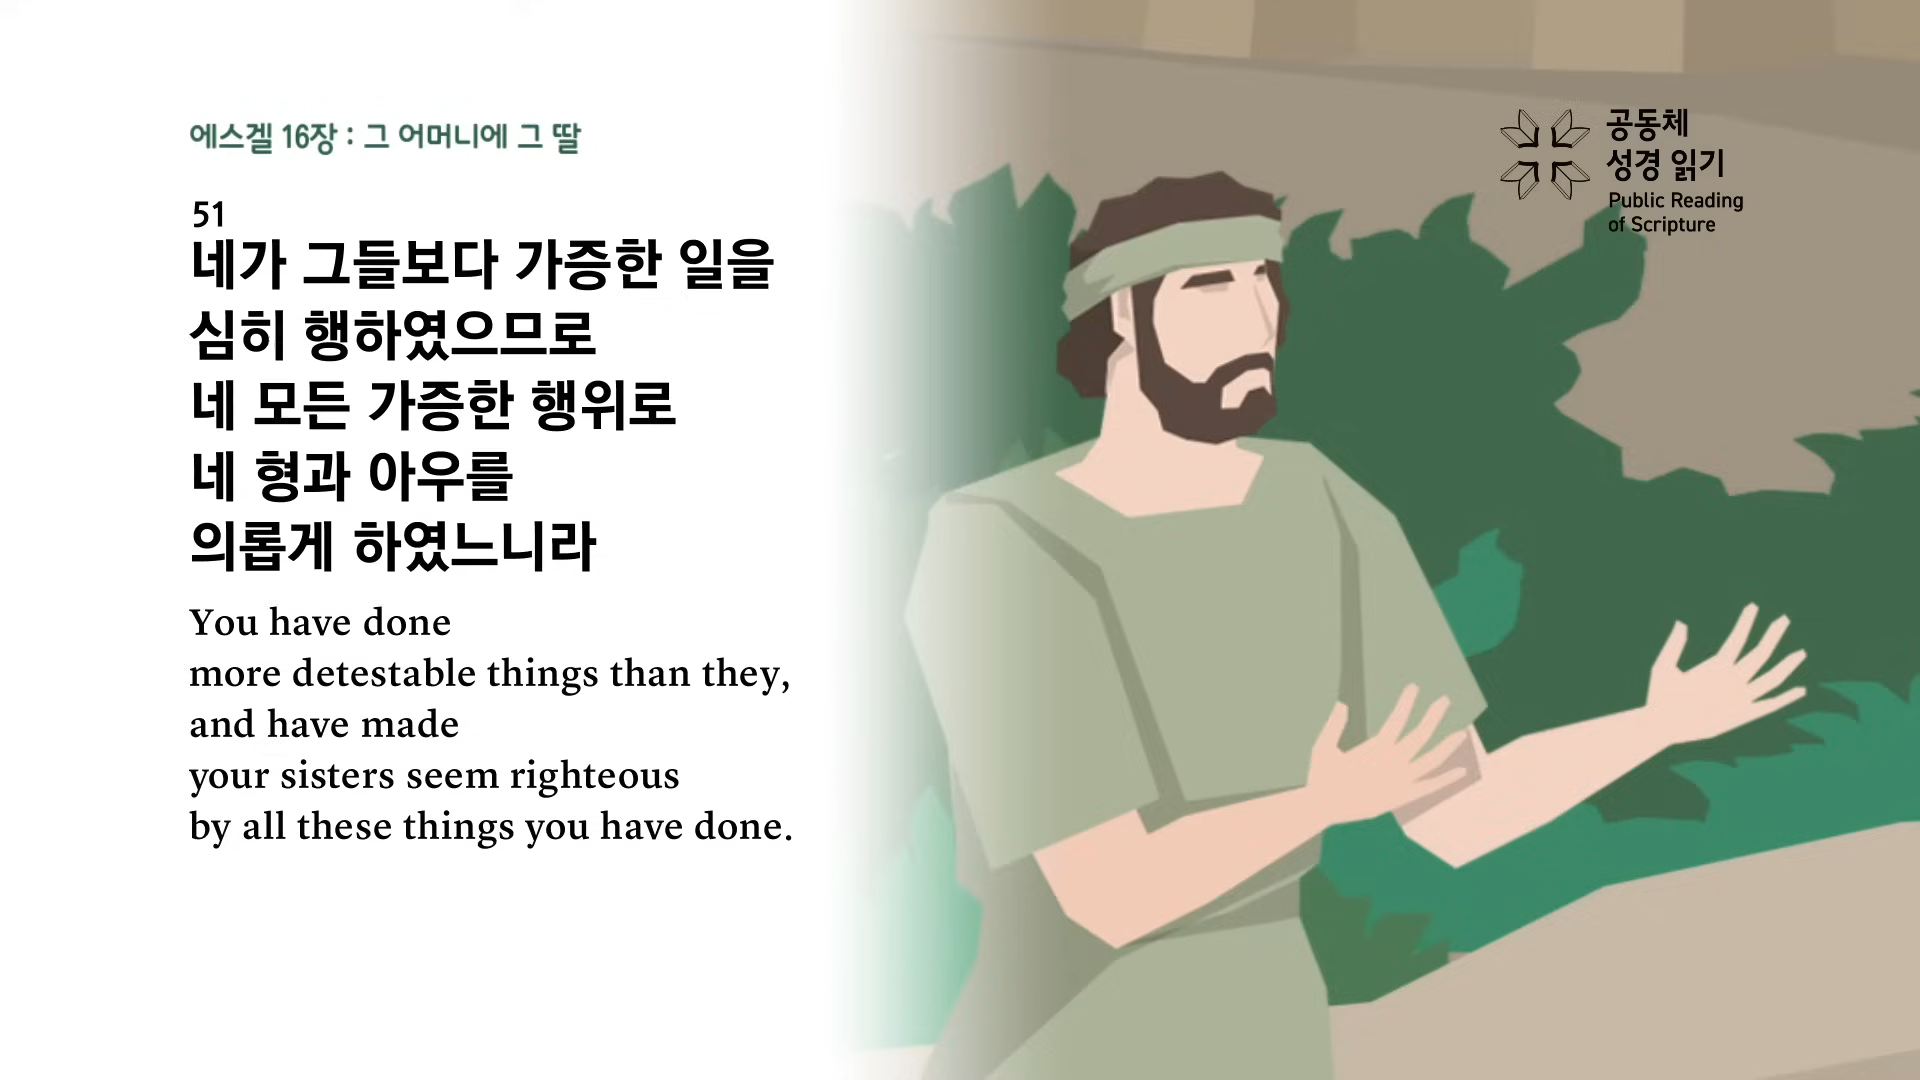 에스겔 16장 : 그 어머니에 그 딸
51
네가 그들보다 가증한 일을
심히 행하였으므로
네 모든 가증한 행위로
네 형과 아우를
의롭게 하였느니라
You have done
more detestable things than they,
and have made
your sisters seem righteous
by all these things you have done.
공동체
성경 읽기
Public Reading
of Scripture